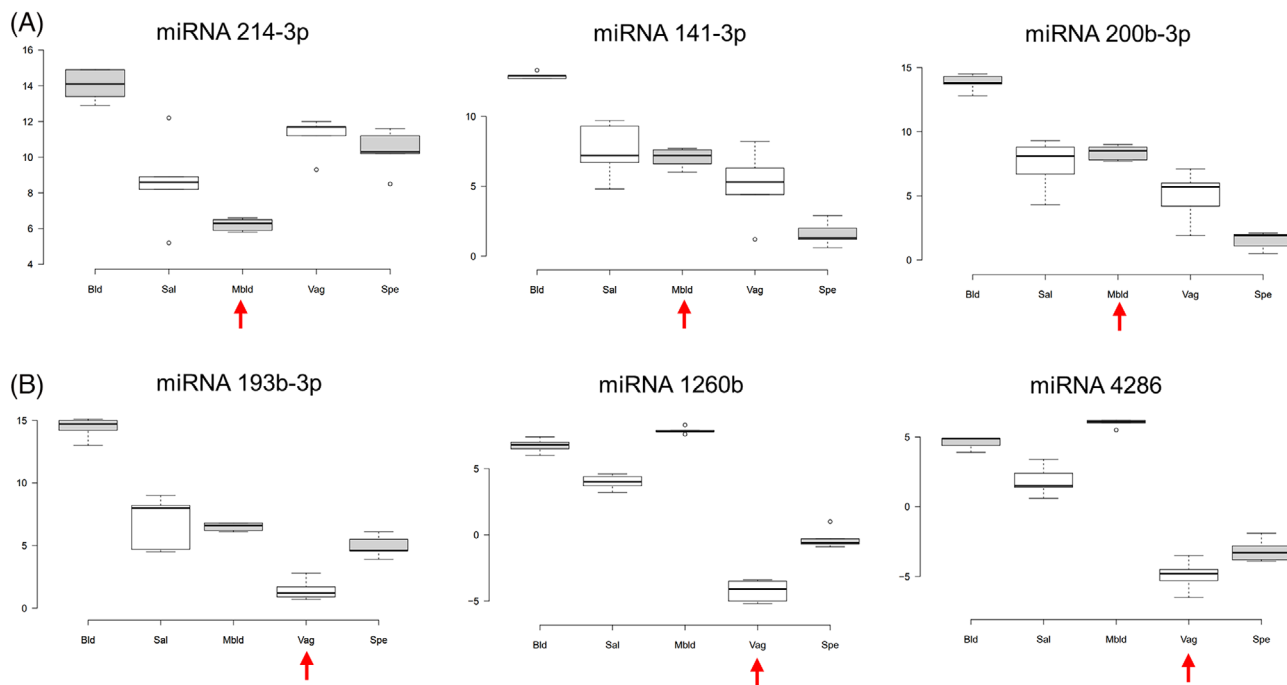 (A)
miRNA 214-3p
miRNA 141-3p
miRNA 200b-3p
16
14
12
10
8
6
4
Bld Sal Mbld Vag Spe
10
5
0
Bld Sal Mbld Vag Spe
15
10
5
0
Bld Sal Mbld Vag Spe
(B)
miRNA 193b-3p
miRNA 1260b
miRNA 4286
15
10
5
0
Bld Sal Mbld Vag Spe
5
0
−5
Bld Sal Mbld Vag Spe
5
0
−5
Bld Sal Mbld Vag Spe